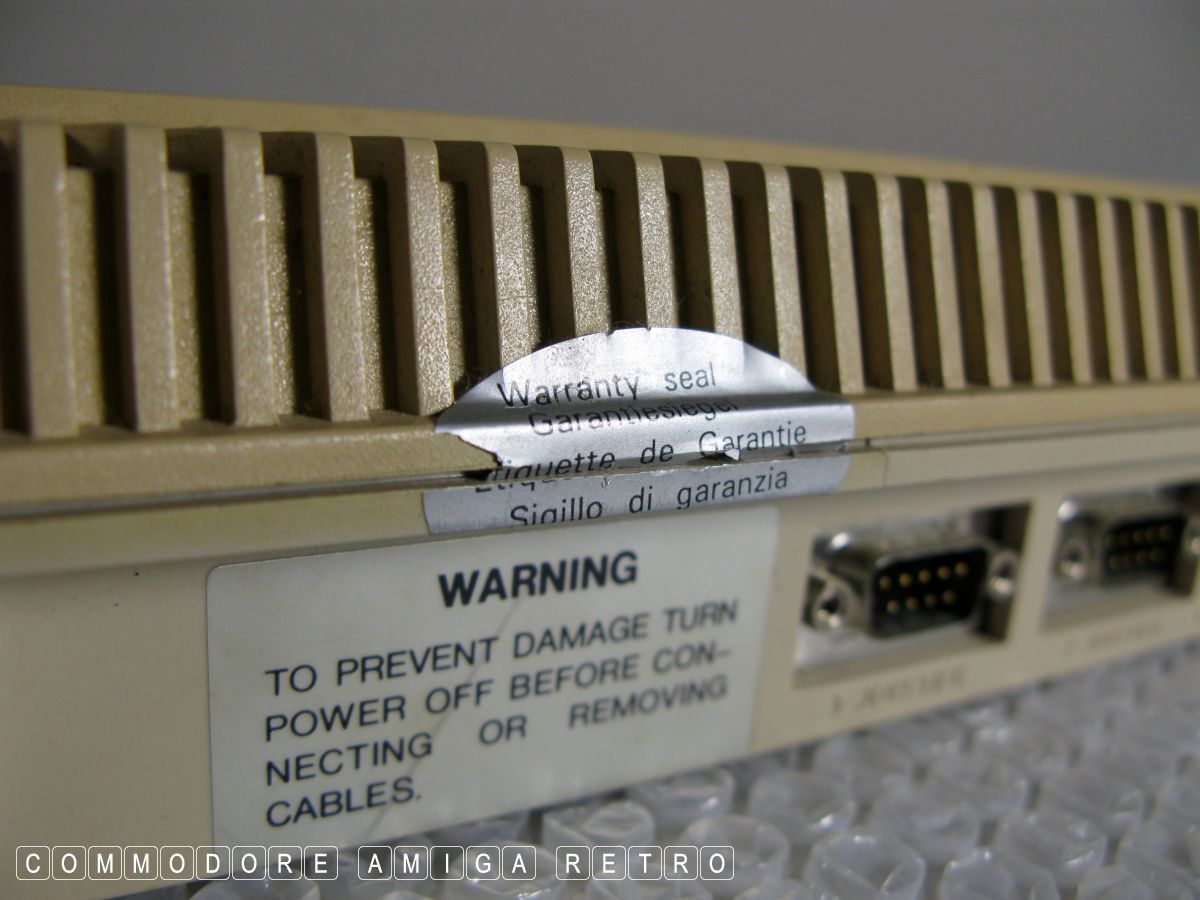 Warranty seal
Garantiesiegel
Etiquette de Garantie
Sigillo di garanzia
WARNING
TO PREVENT DAMAGE TURN
POWER OFF BEFORE CON-
NECTING OR REMOVING
CABLES.
COMMODORE AMIGA RETRO